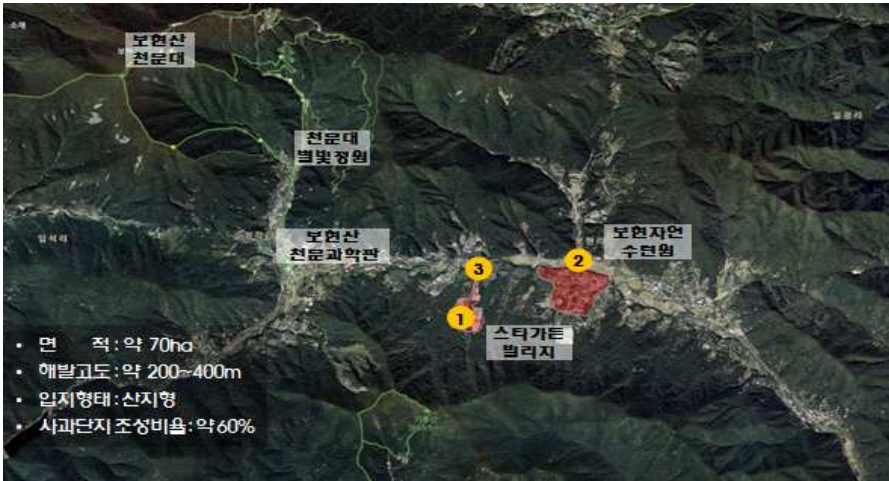 보현산
천문대
천문대
별빛정원
보현산
천문과학관
보현자연
수련원
3
2
1
스타가든
빌리지
• 면 적 : 약 70ha
• 해발고도 : 약 200~400m
• 입지형태 : 산지형
• 사과단지 조성비율 : 약 60%